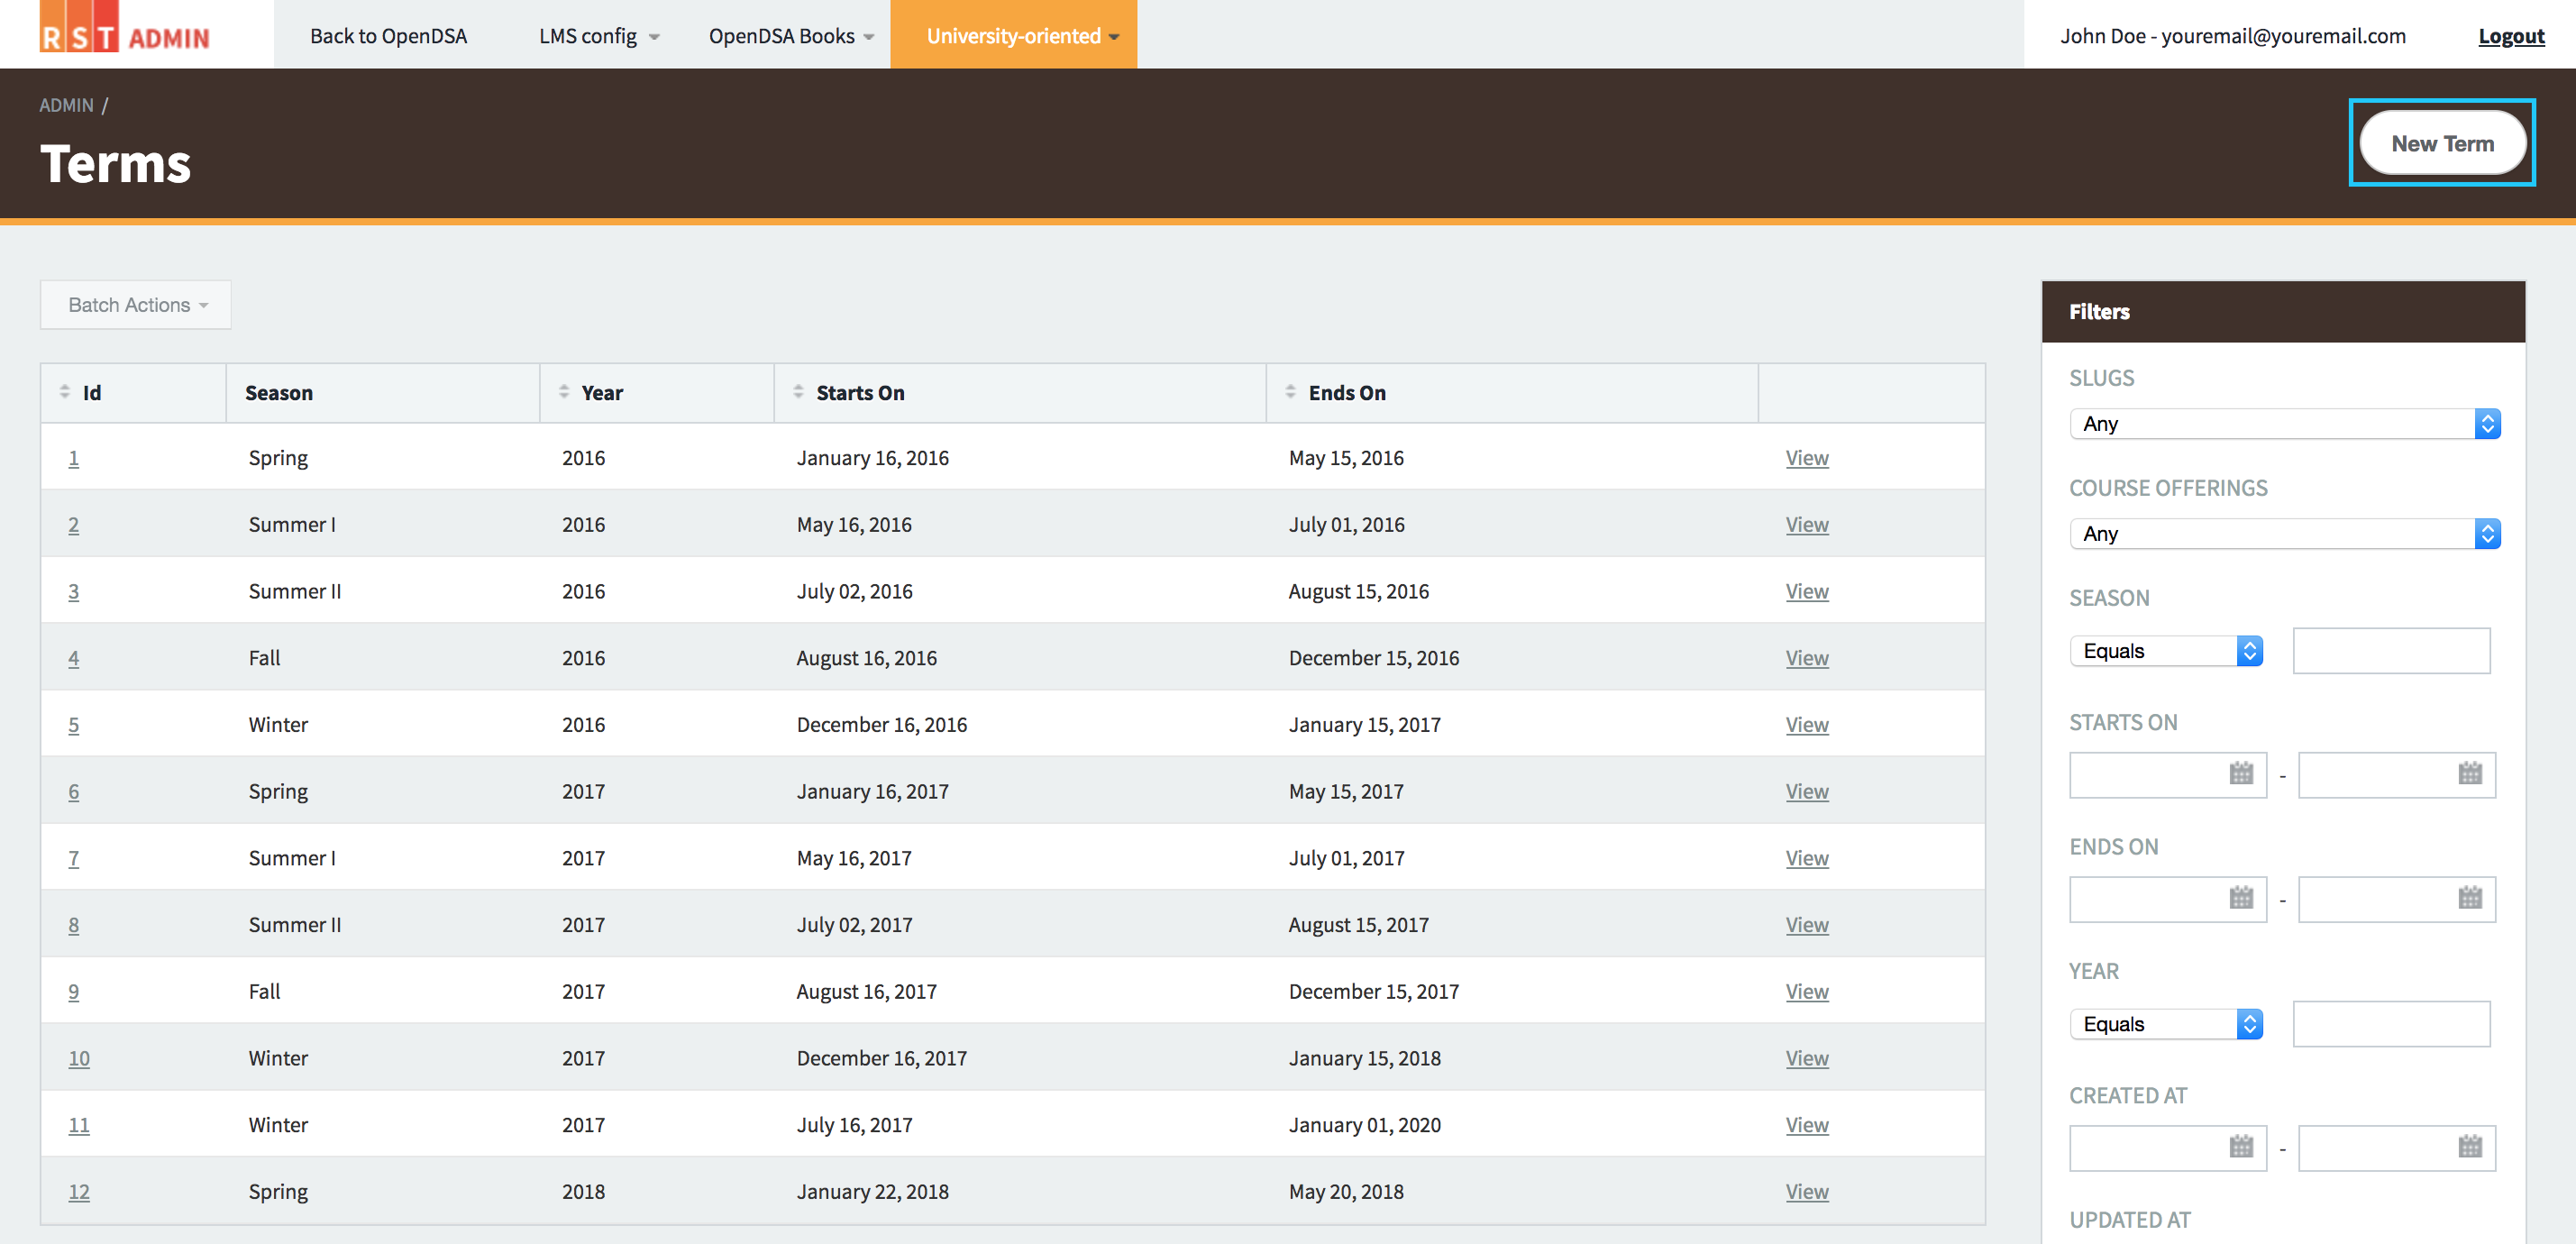 RST ADMIN Back to OpenDSA LMS config OpenDSA Books University-oriented John Doe - youremail@youremail.com Logout
ADMIN /
Terms
New Term
Batch Actions
Id Season Year Starts On Ends On
1 Spring 2016 January 16, 2016 May 15, 2016 View
2 Summer I 2016 May 16, 2016 July 01, 2016 View
3 Summer II 2016 July 02, 2016 August 15, 2016 View
4 Fall 2016 August 16, 2016 December 15, 2016 View
5 Winter 2016 December 16, 2016 January 15, 2017 View
6 Spring 2017 January 16, 2017 May 15, 2017 View
7 Summer I 2017 May 16, 2017 July 01, 2017 View
8 Summer II 2017 July 02, 2017 August 15, 2017 View
9 Fall 2017 August 16, 2017 December 15, 2017 View
10 Winter 2017 December 16, 2017 January 15, 2018 View
11 Winter 2017 July 16, 2017 January 01, 2020 View
12 Spring 2018 January 22, 2018 May 20, 2018 View
Filters
SLUGS
Any
COURSE OFFERINGS
Any
SEASON
Equals
STARTS ON
-
ENDS ON
-
YEAR
Equals
CREATED AT
-
UPDATED AT